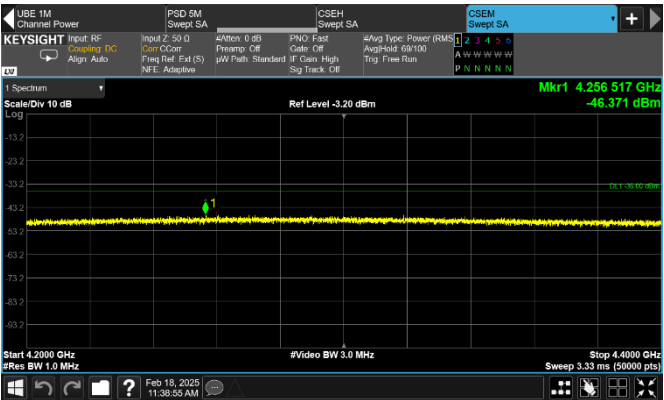 UBE 1M
Channel Power
PSD 5M
Swept SA
CSEH
Swept SA
CSEM
Swept SA
KEYSIGHT
Input: RF
Coupling: DC
Align: Auto
Input Z: 50 Ω
Corr CCorr
Freq Ref: Ext (S)
NFE: Adaptive
#Atten: 0 dB
Preamp: Off
µW Path: Standard
PNO: Fast
Gate: Off
IF Gain: High
Sig Track: Off
#Avg Type: Power (RMS
Avg|Hold: 69/100
Trig: Free Run
1 2 3 4 5 6
A W W W W W
P N N N N N
LXI
1 Spectrum
Mkr1 4.256 517 GHz
Scale/Div 10 dB
Ref Level -3.20 dBm
-46.371 dBm
Log
-13.2
-23.2
-33.2
DL1 -36.00 dBm
-43.2
1
-53.2
-63.2
-73.2
-83.2
-93.2
Start 4.2000 GHz
#Video BW 3.0 MHz
Stop 4.4000 GHz
#Res BW 1.0 MHz
Sweep 3.33 ms (50000 pts)
?
Feb 18, 2025
11:38:55 AM